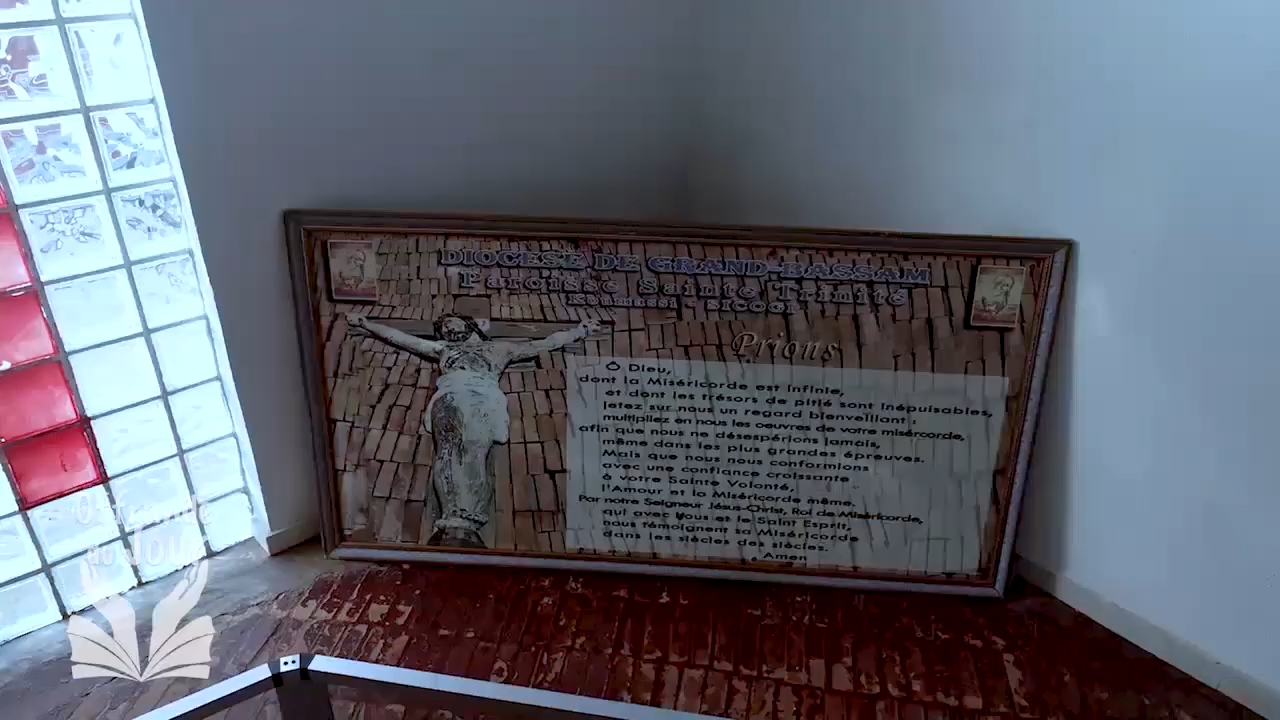 DIOCESE DE GRAND-BASSAM
Paroisse Sainte Trinité
Koumassi - SICOGI
Prions
Ô Dieu,
dont la Miséricorde est infinie,
et dont les trésors de pitié sont inépuisables,
jetez sur nous un regard bienveillant ;
multipliez en nous les oeuvres de votre miséricorde,
afin que nous ne désespérions jamais,
même dans les plus grandes épreuves.
Mais que nous nous conformions
avec une confiance croissante
à votre Sainte Volonté,
l'Amour et la Miséricorde même.
Par notre Seigneur Jésus-Christ, Roi de Miséricorde,
qui avec Vous et le Saint Esprit,
nous témoignent sa Miséricorde
dans les siècles des siècles.
Amen
du Jour